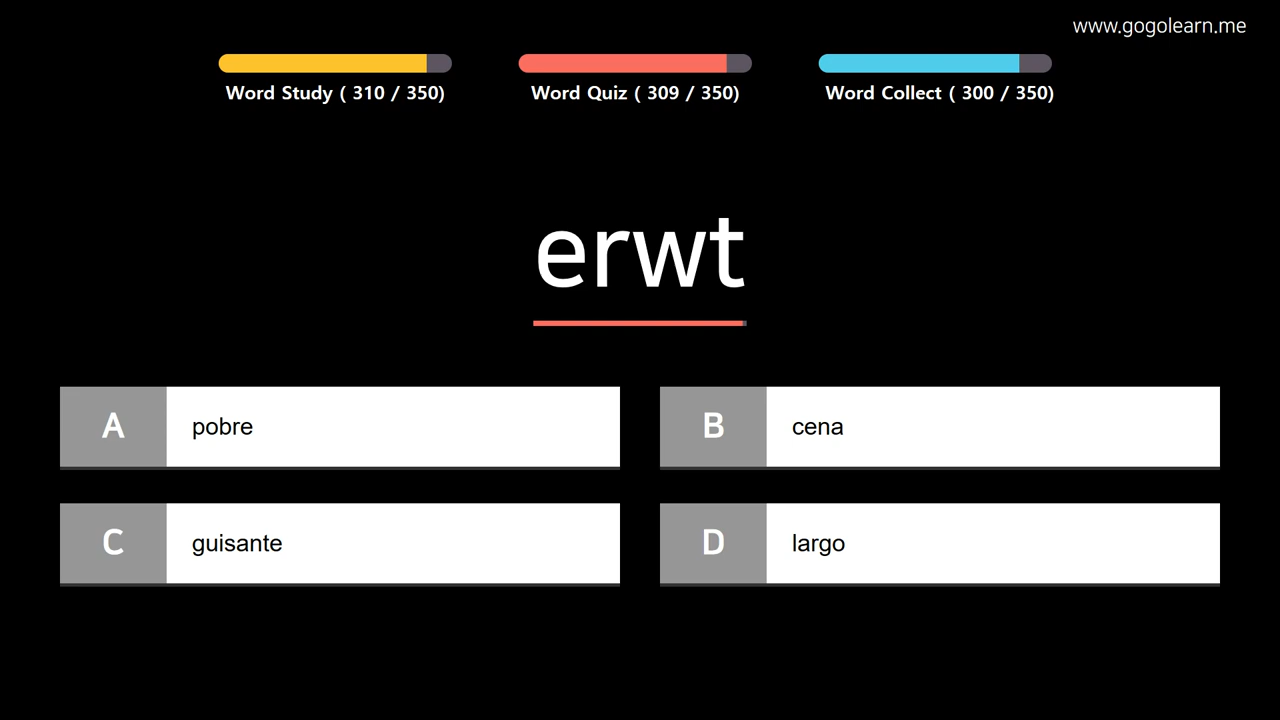 www.gogolearn.me
Word Study ( 310 / 350)
Word Quiz ( 309 / 350)
Word Collect ( 300 / 350)
erwt
A pobre
B cena
C guisante
D largo